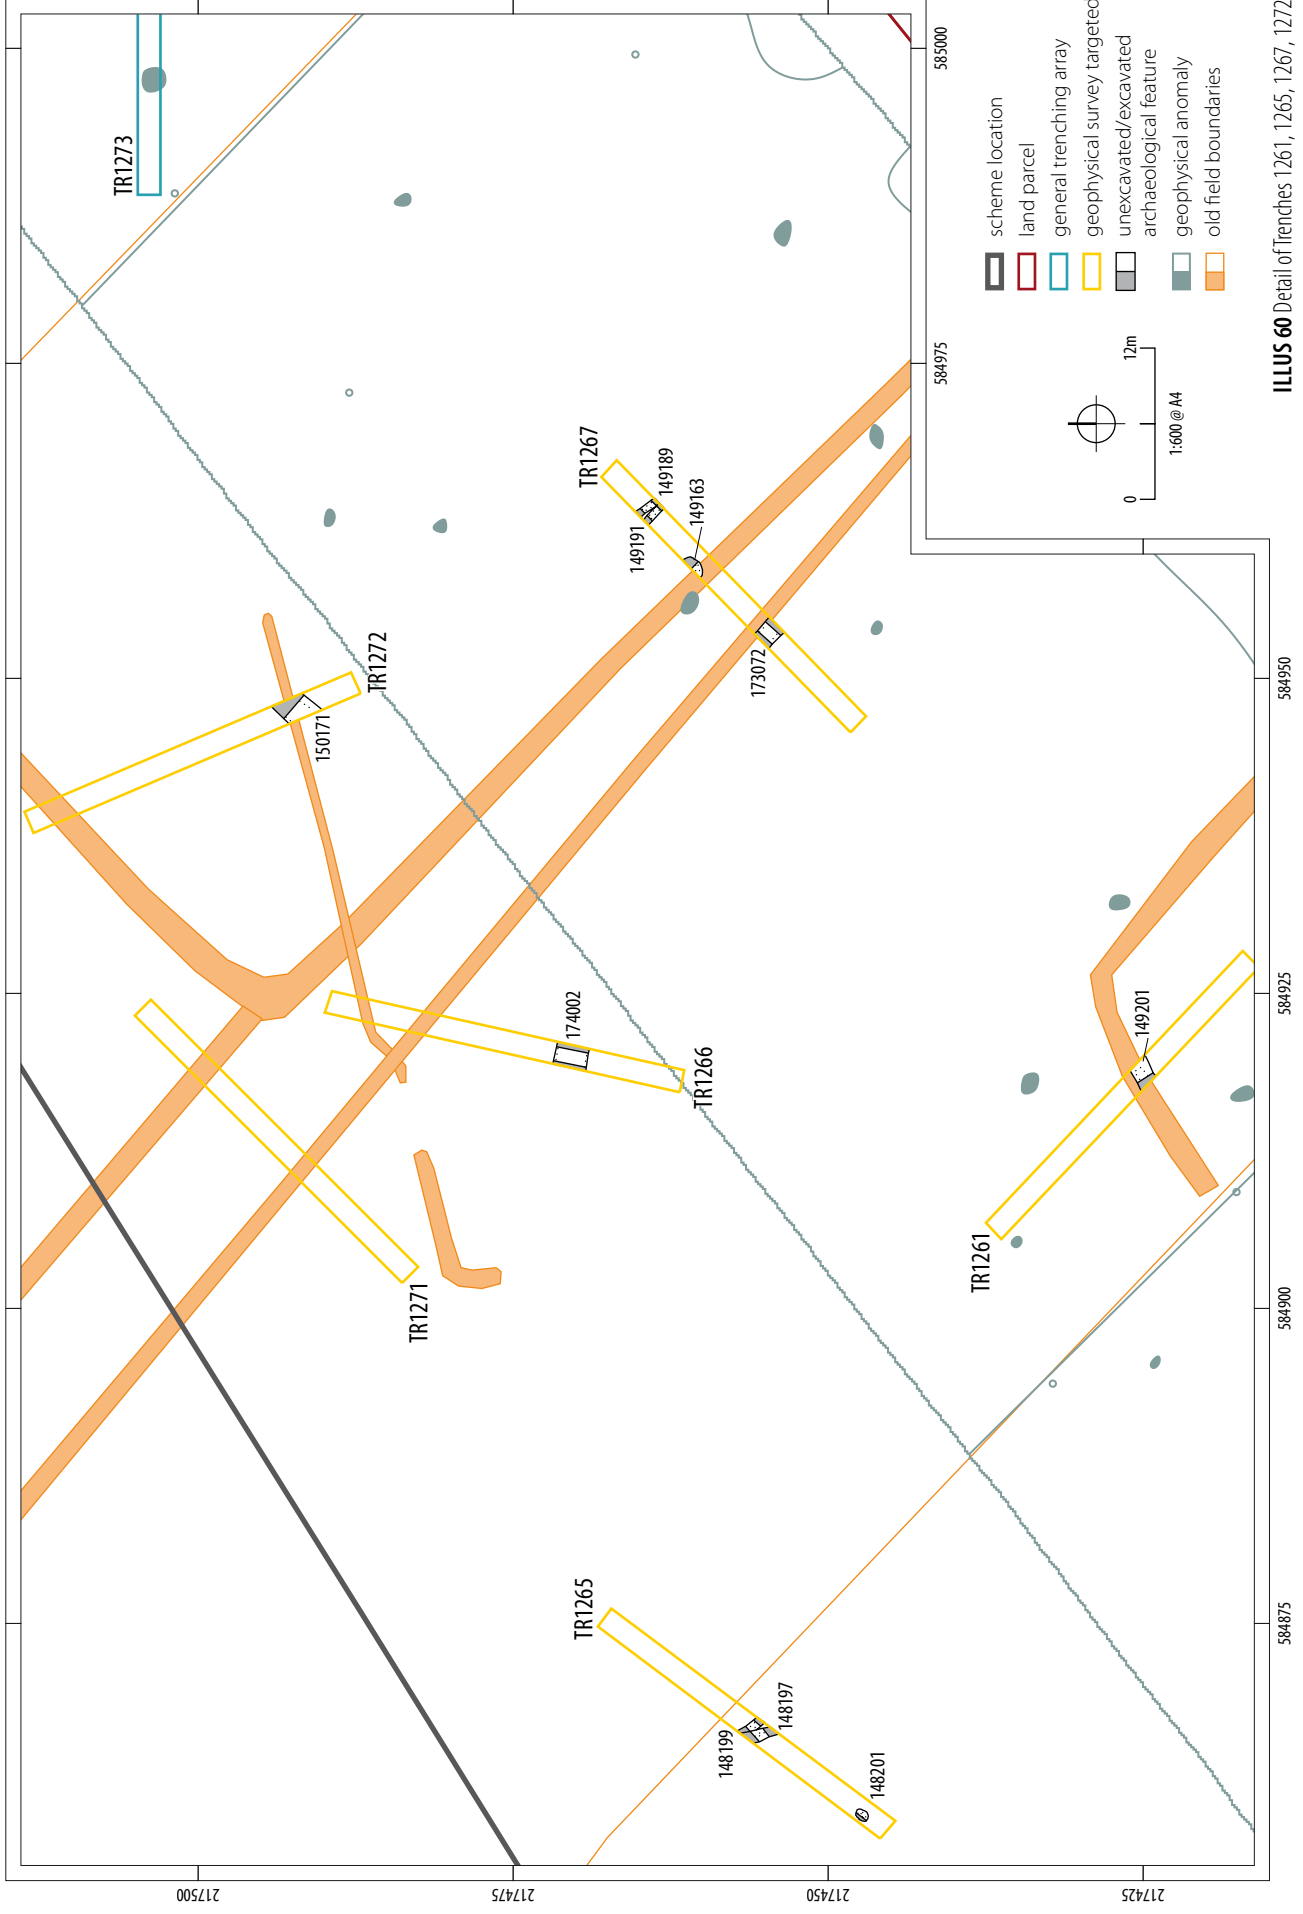 TR1273
TR1272
150171
TR1267
149191
149189
149163
173072
TR1271
174002
TR1266
TR1265
148199
148197
148201
TR1261
149201
217500
217475
217450
217425
584875
584900
584925
584950
584975
585000
scheme location
land parcel
general trenching array
geophysical survey targeted
unexcavated/excavated
archaeological feature
geophysical anomaly
old field boundaries
0
12m
1:600 @ A4
ILLUS 60 Detail of Trenches 1261, 1265, 1267, 1272